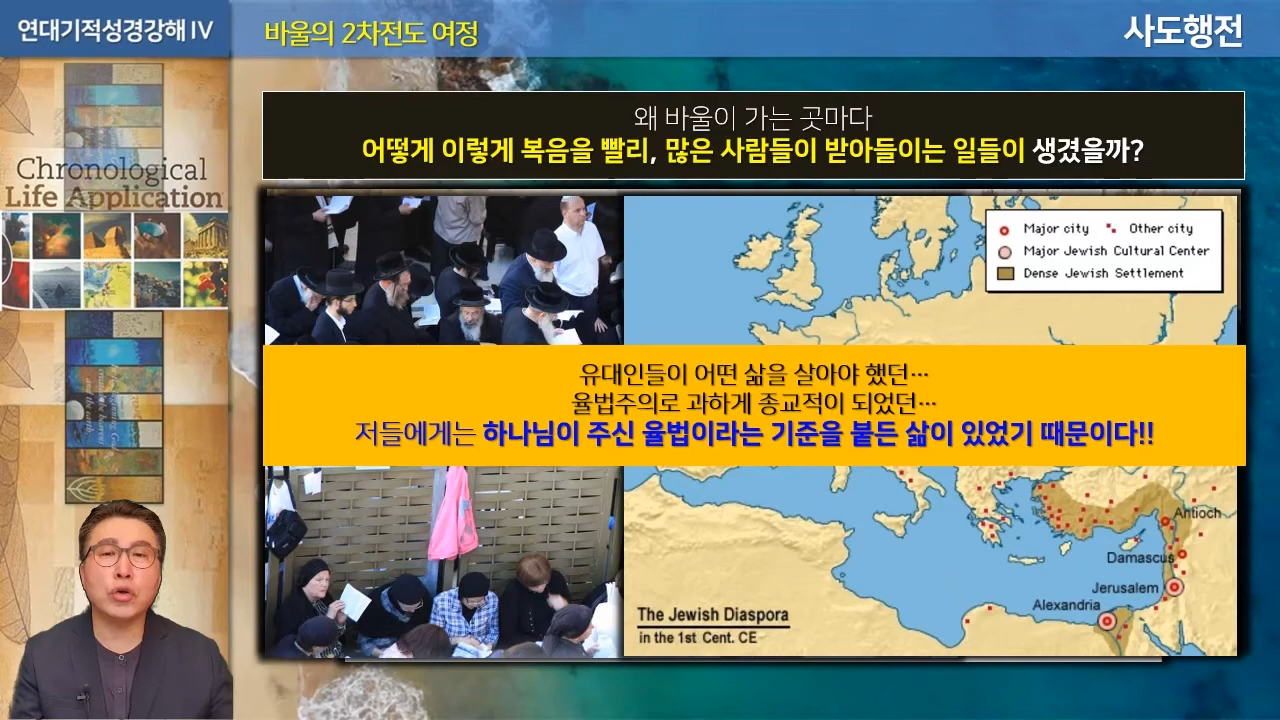 연대기적성경강해 IV
바울의 2차전도 여정
사도행전
Chronological
Life Application
왜 바울이 가는 곳마다
어떻게 이렇게 복음을 빨리, 많은 사람들이 받아들이는 일들이 생겼을까?
Major city
Other city
Major Jewish Cultural Center
Dense Jewish Settlement
유대인들이 어떤 삶을 살아야 했던…
율법주의로 과하게 종교적이 되었던…
저들에게는 하나님이 주신 율법이라는 기준을 붙든 삶이 있었기 때문이다!!
Antioch
Damascus
Jerusalem
Alexandria
The Jewish Diaspora
in the 1st Cent. CE